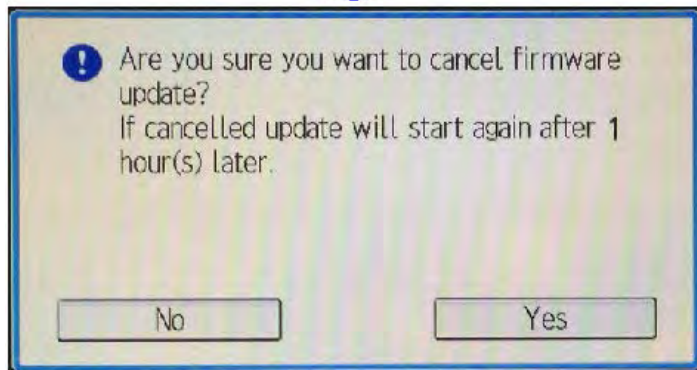 Are you sure you want to cancel firmware
update?
If cancelled update will start again after 1
hour(s) later.
No
Yes